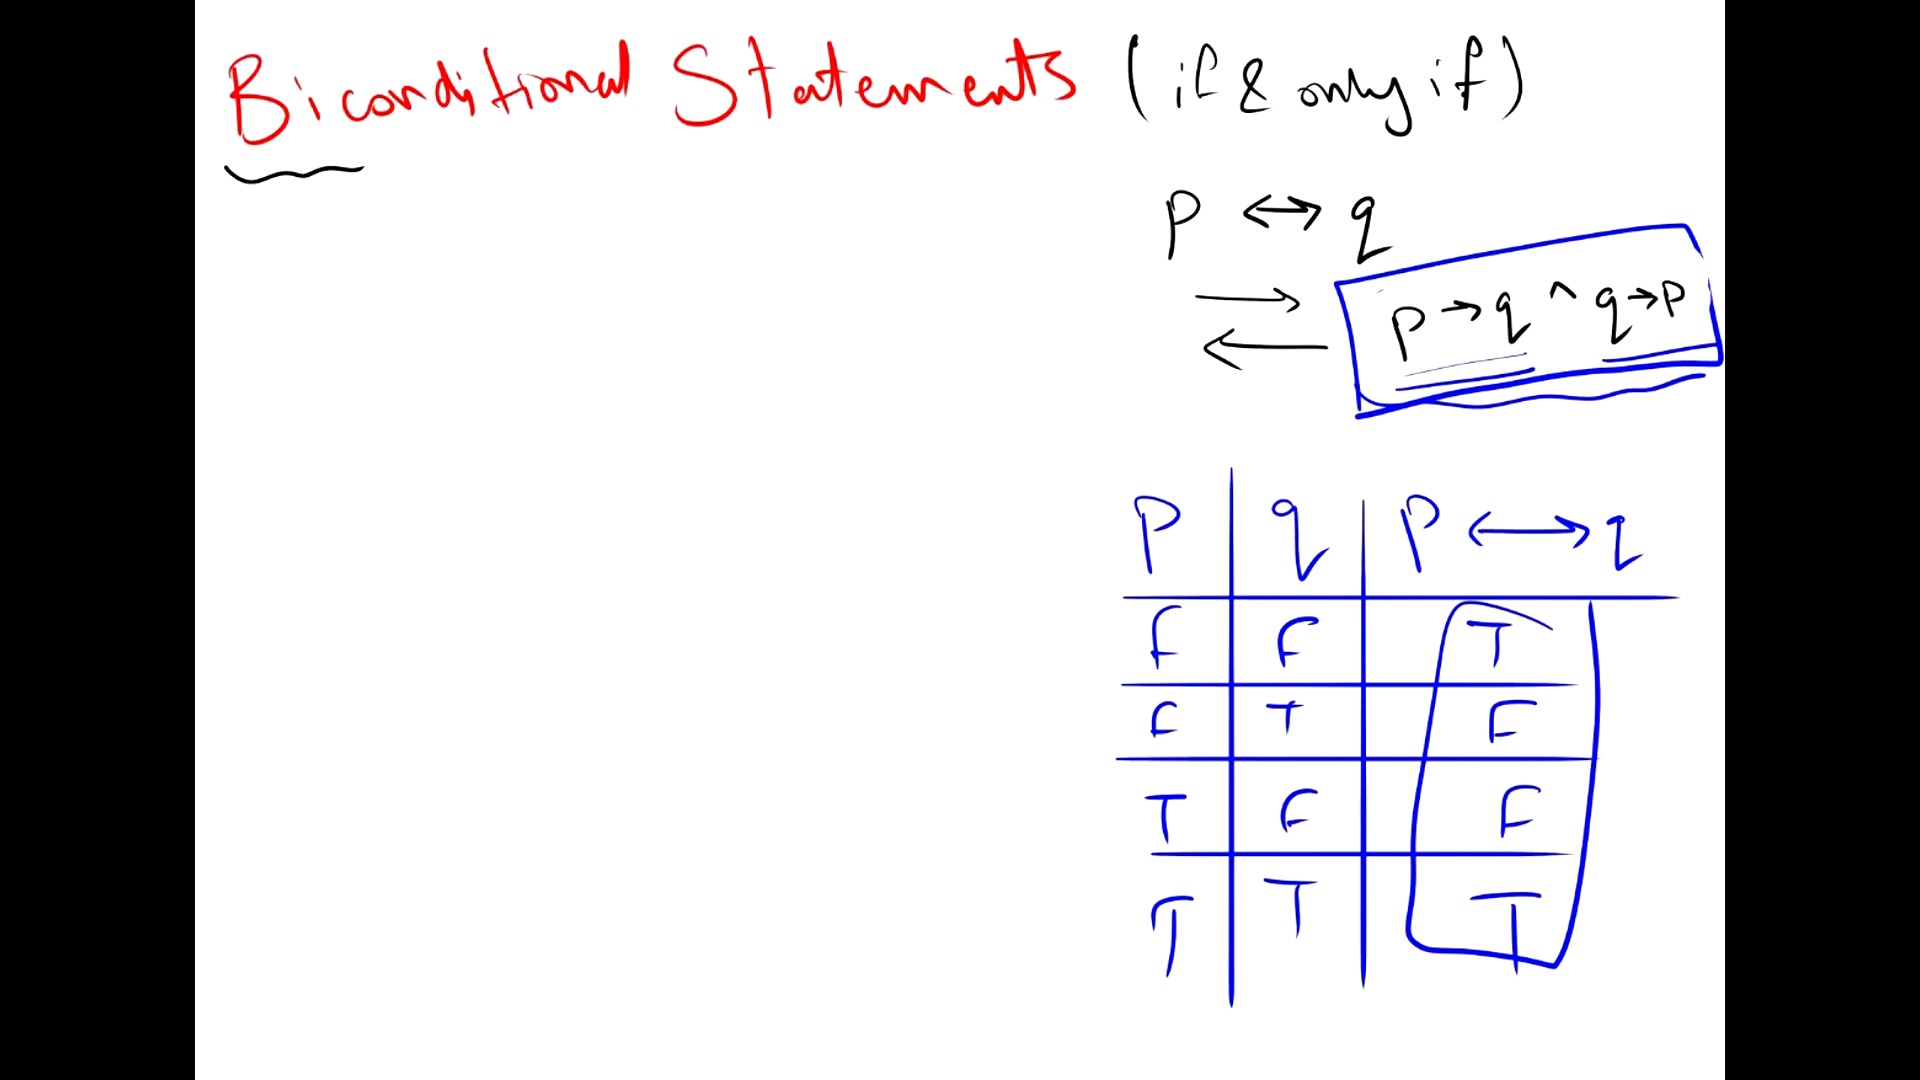 Biconditional Statements (if & only if)
p ↔ q
→ p → q ^ q → p
←
p q p ↔ q
F F T
F T F
T F F
T T T